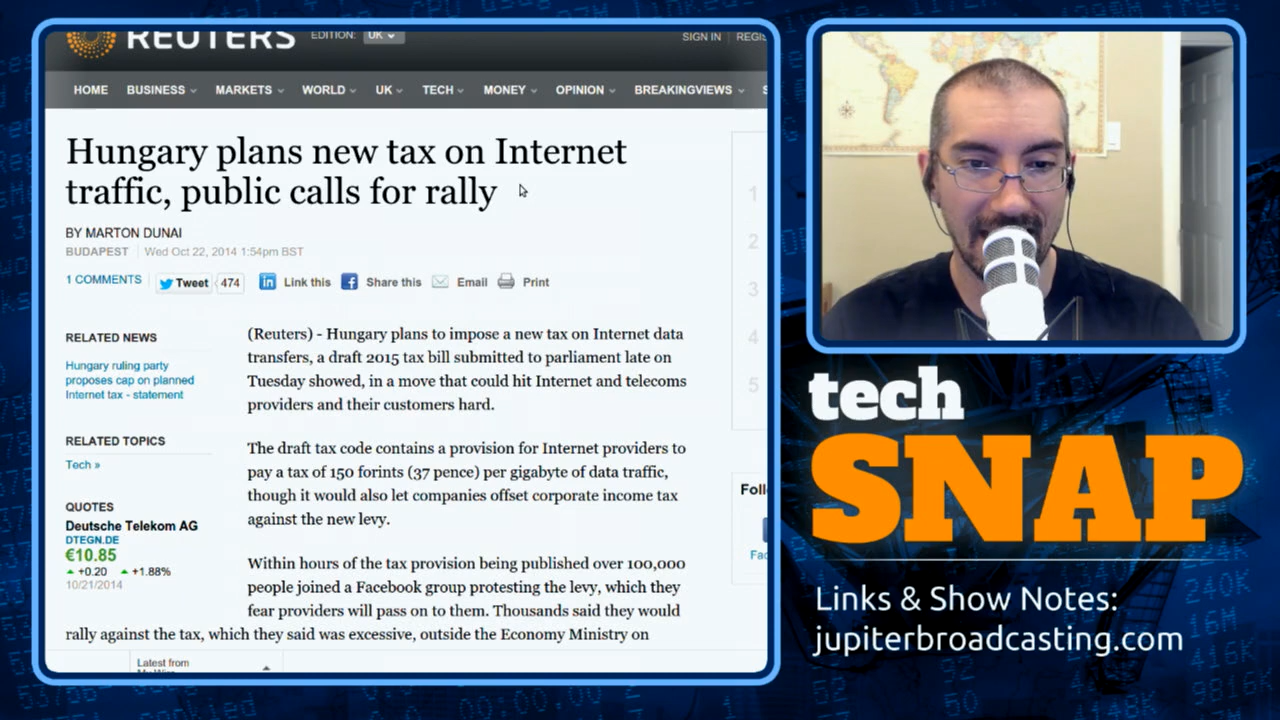 REUTERS EDITION: UK SIGN IN REGIS
HOME BUSINESS MARKETS WORLD UK TECH MONEY OPINION BREAKINGVIEWS
Hungary plans new tax on Internet
traffic, public calls for rally
BY MARTON DUNAI
BUDAPEST Wed Oct 22, 2014 1:54pm BST
1 COMMENTS Tweet 474 Link this Share this Email Print
RELATED NEWS
Hungary ruling party
proposes cap on planned
Internet tax - statement
RELATED TOPICS
Tech »
QUOTES
Deutsche Telekom AG
DTEGN.DE
€10.85
+0.20 +1.88%
10/21/2014
(Reuters) - Hungary plans to impose a new tax on Internet data
transfers, a draft 2015 tax bill submitted to parliament late on
Tuesday showed, in a move that could hit Internet and telecoms
providers and their customers hard.
The draft tax code contains a provision for Internet providers to
pay a tax of 150 forints (37 pence) per gigabyte of data traffic,
though it would also let companies offset corporate income tax
against the new levy.
Within hours of the tax provision being published over 100,000
people joined a Facebook group protesting the levy, which they
fear providers will pass on to them. Thousands said they would
rally against the tax, which they said was excessive, outside the Economy Ministry on
Latest from
1
2
3
4
5
Foll
Fac
tech
SNAP
Links & Show Notes:
jupiterbroadcasting.com